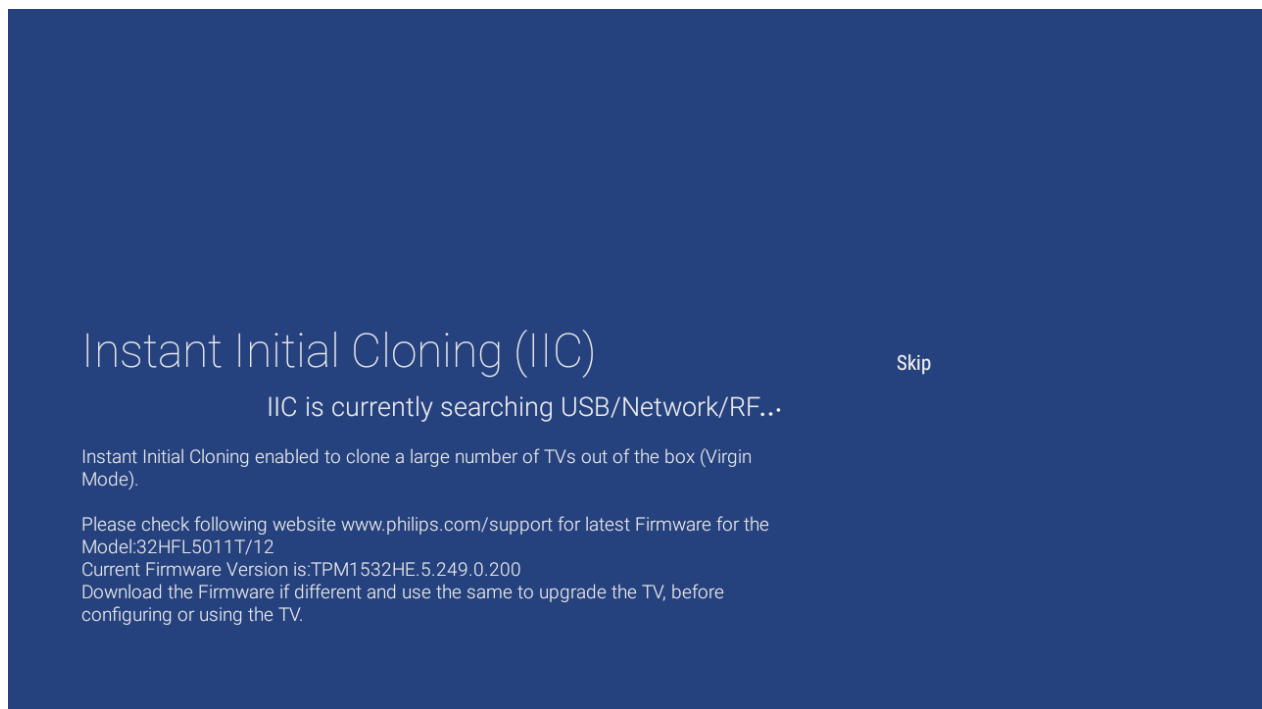 Instant Initial Cloning (IIC)
Skip
IIC is currently searching USB/Network/RF...
Instant Initial Cloning enabled to clone a large number of TVs out of the box (Virgin
Mode).
Please check following website www.philips.com/support for latest Firmware for the
Model:32HFL5011T/12
Current Firmware Version is:TPM1532HE.5.249.0.200
Download the Firmware if different and use the same to upgrade the TV, before
configuring or using the TV.